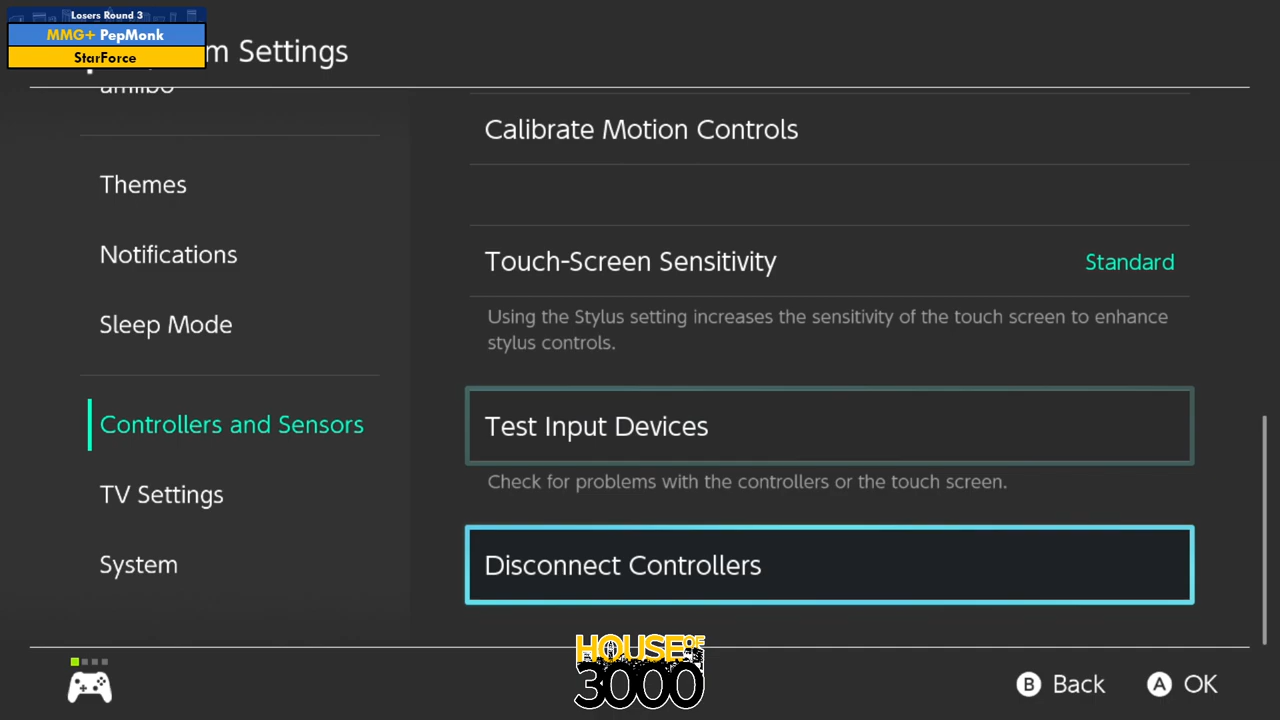 Losers Round 3
MMG+ PepMonk
StarForce
m Settings
amiibo
Themes
Notifications
Sleep Mode
Controllers and Sensors
TV Settings
System
Calibrate Motion Controls
Touch-Screen Sensitivity Standard
Using the Stylus setting increases the sensitivity of the touch screen to enhance
stylus controls.
Test Input Devices
Check for problems with the controllers or the touch screen.
Disconnect Controllers
HOUSE OF
3000
B Back A OK